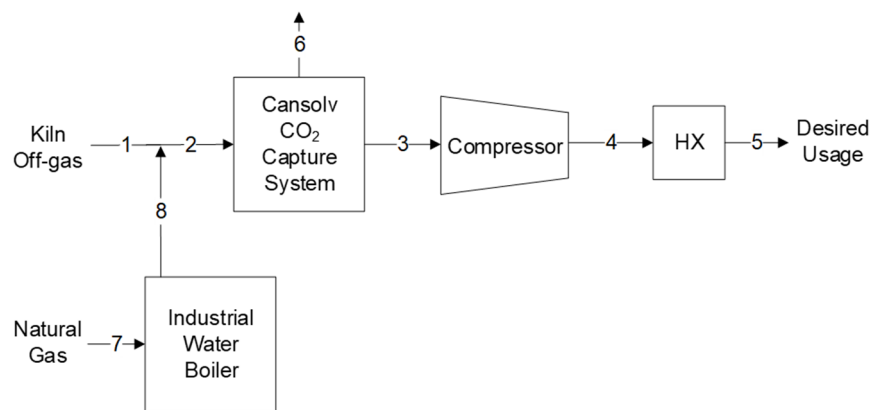 6
Kiln
Off-gas
1
2
Cansolv
CO₂
Capture
System
3
Compressor
4
HX
5
Desired
Usage
8
Natural
Gas
7
Industrial
Water
Boiler